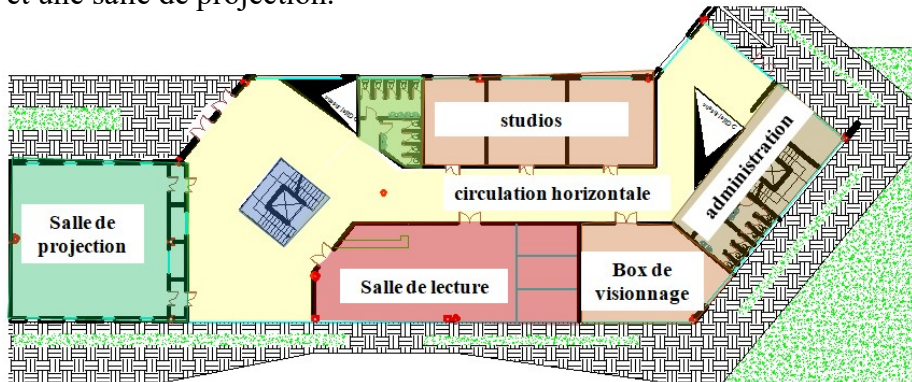 et une salle de projection.
studios
administration
circulation horizontale
Salle de
projection
Salle de lecture
Box de
visionnage